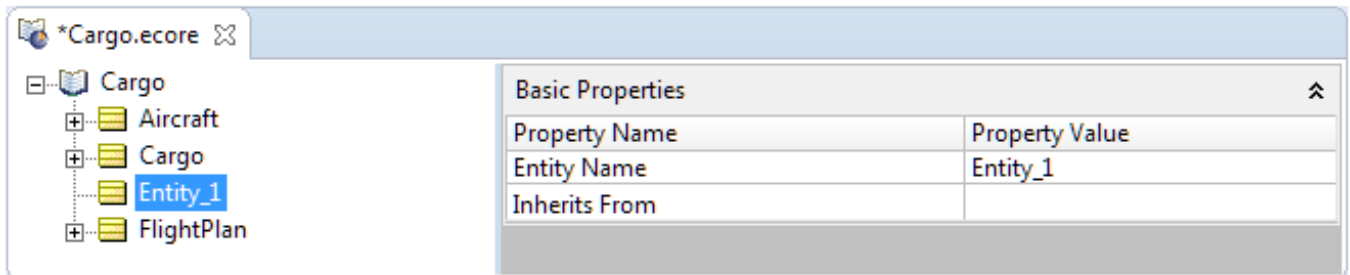 *Cargo.ecore
Cargo
Aircraft
Cargo
Entity_1
FlightPlan
Basic Properties
Property Name Property Value
Entity Name Entity_1
Inherits From